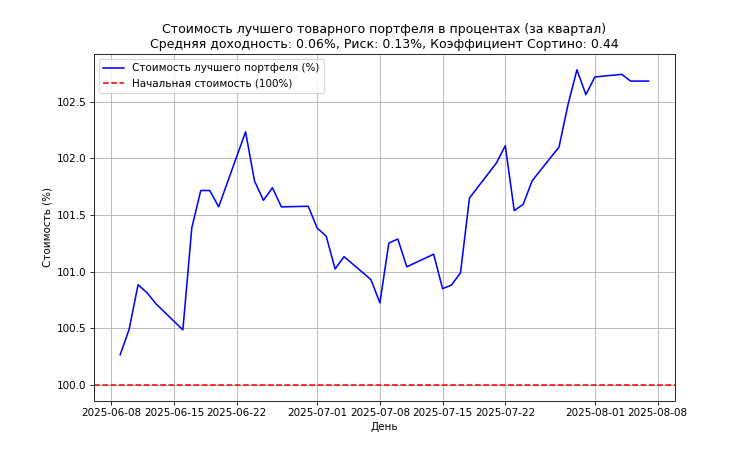 Стоимость лучшего товарного портфеля в процентах (за квартал)
Средняя доходность: 0.06%, Риск: 0.13%, Коэффициент Сортино: 0.44
Стоимость лучшего портфеля (%)
Начальная стоимость (100%)
Стоимость (%)
102.5
102.0
101.5
101.0
100.5
100.0
2025-06-08 2025-06-15 2025-06-22 2025-07-01 2025-07-08 2025-07-15 2025-07-22 2025-08-01 2025-08-08
День